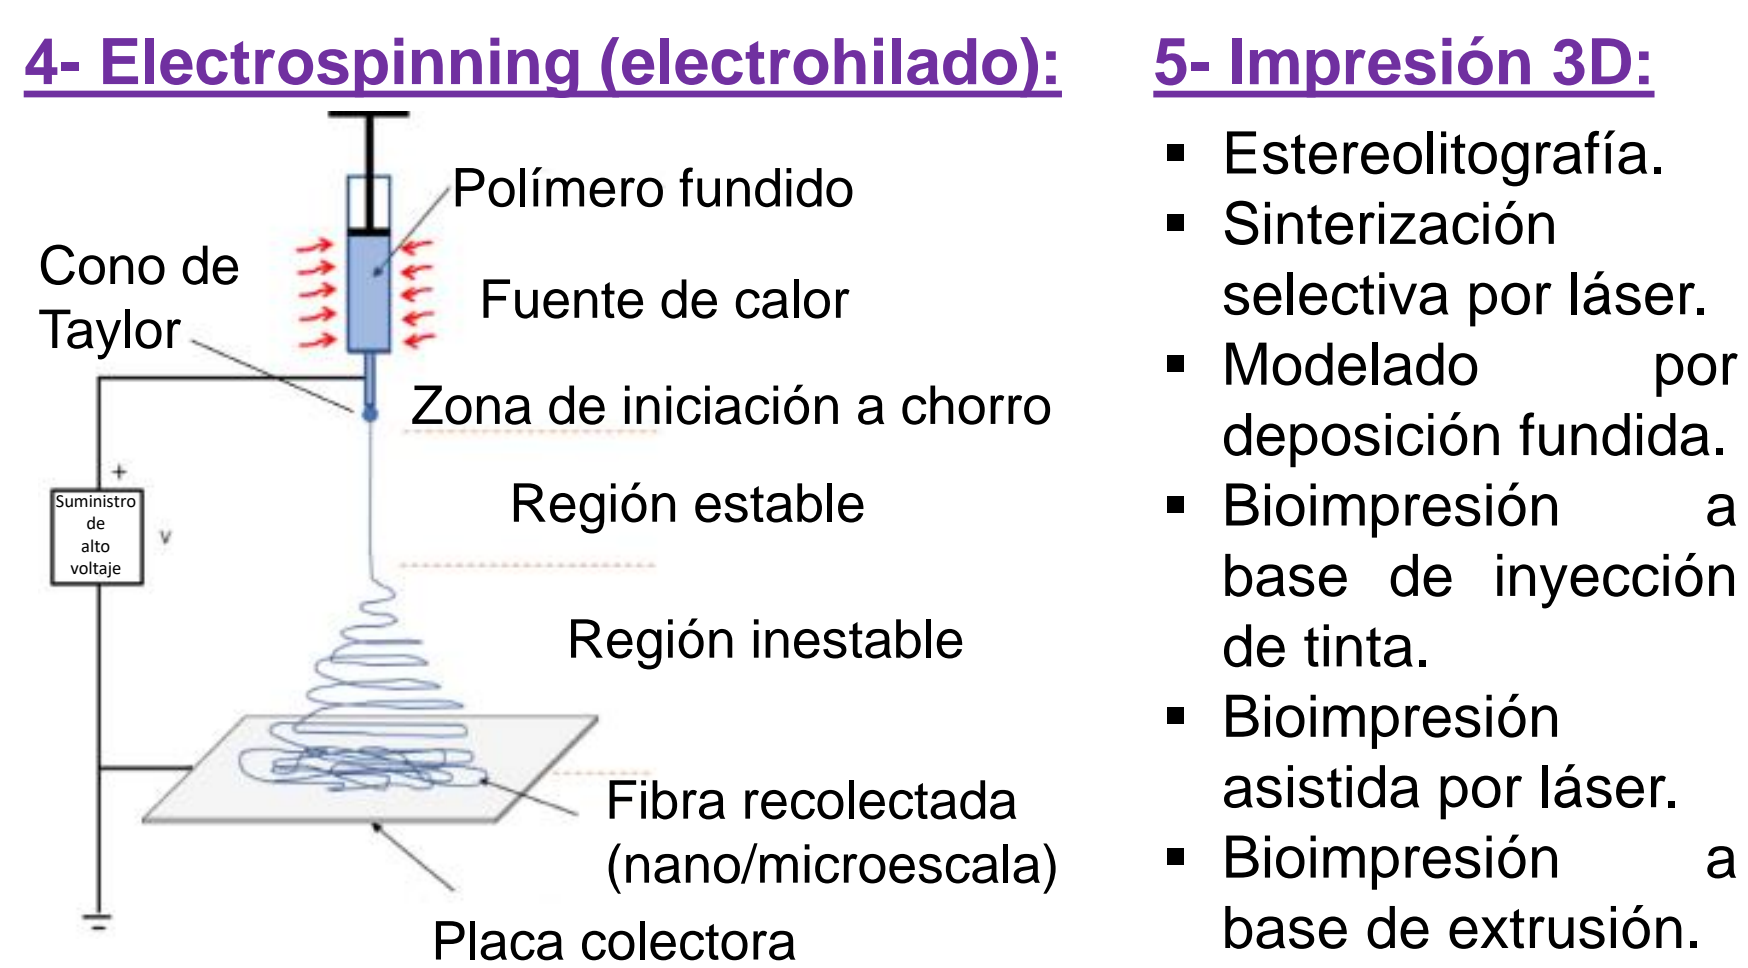 4- Electrospinning (electrohilado):
Polímero fundido
Cono de
Taylor
Fuente de calor
Zona de iniciación a chorro
+
Suministro
de
alto
voltaje
v
Región estable
Región inestable
Fibra recolectada
(nano/microescala)
Placa colectora
5- Impresión 3D:
▪ Estereolitografía.
▪ Sinterización
selectiva por láser.
▪ Modelado por
deposición fundida.
▪ Bioimpresión a
base de inyección
de tinta.
▪ Bioimpresión
asistida por láser.
▪ Bioimpresión a
base de extrusión.